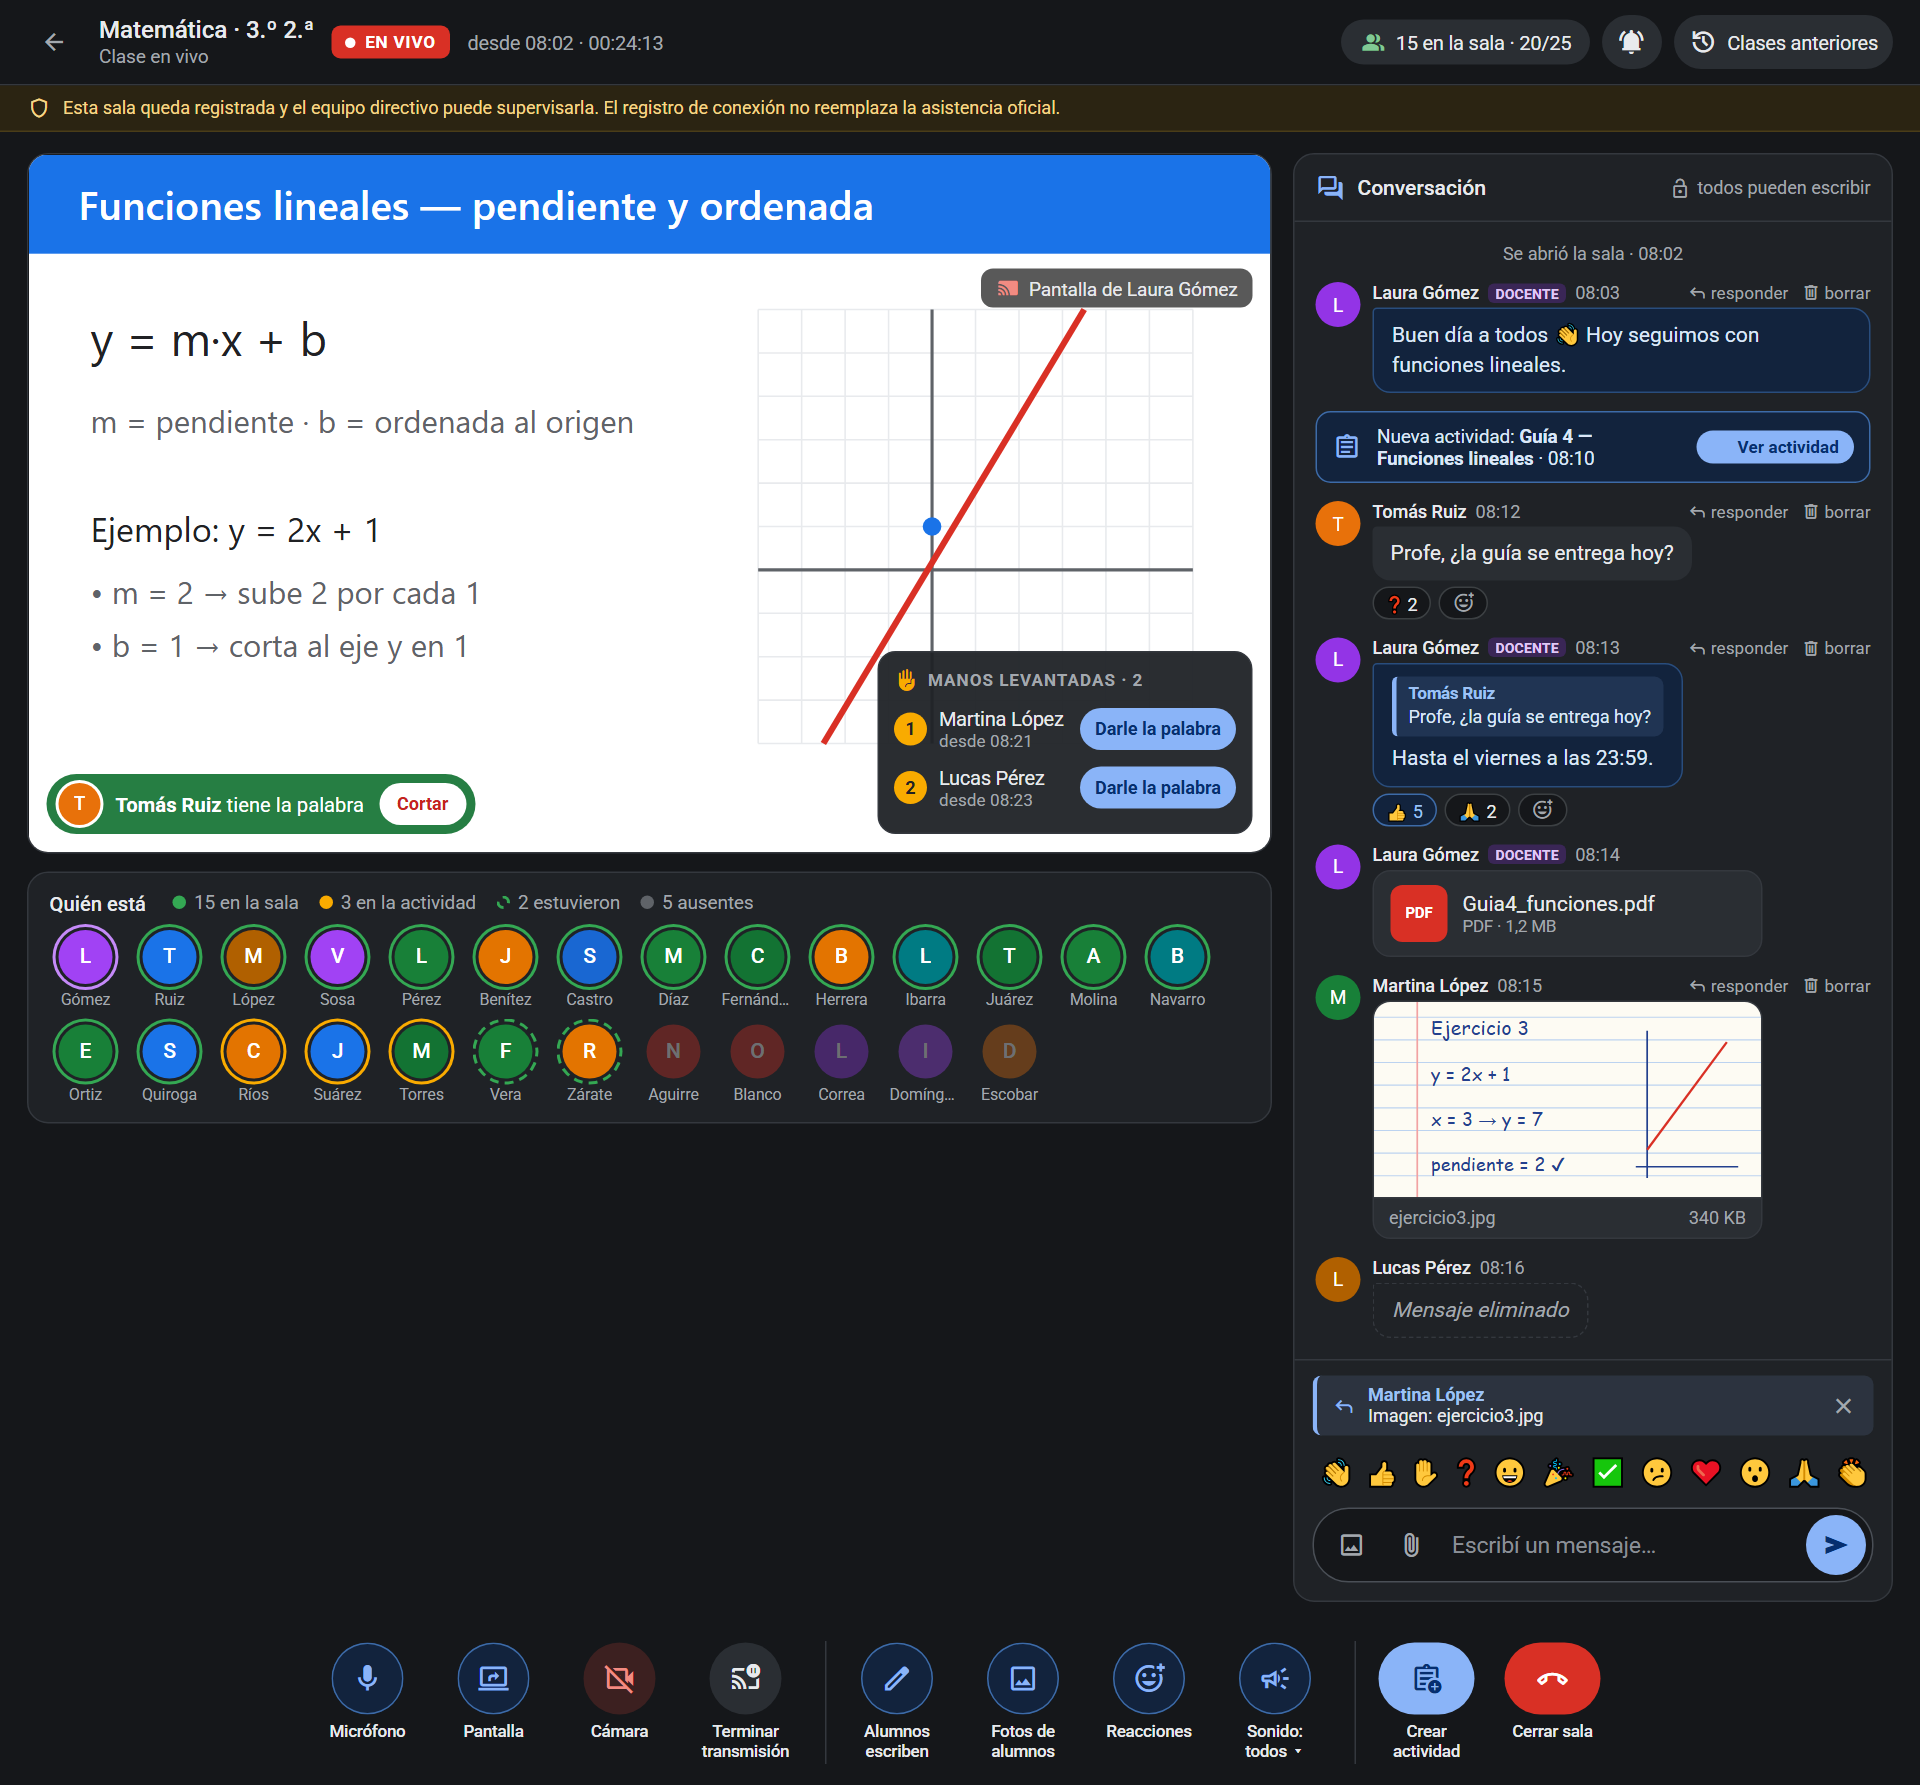 Matemática · 3.º 2.ª
Clase en vivo
EN VIVO
desde 08:02 · 00:24:13
15 en la sala · 20/25
Clases anteriores
Esta sala queda registrada y el equipo directivo puede supervisarla. El registro de conexión no reemplaza la asistencia oficial.
Funciones lineales — pendiente y ordenada
Pantalla de Laura Gómez
y = m·x + b
m = pendiente · b = ordenada al origen
Ejemplo: y = 2x + 1
• m = 2 → sube 2 por cada 1
• b = 1 → corta al eje y en 1
MANOS LEVANTADAS · 2
1
Martina López
desde 08:21
Darle la palabra
2
Lucas Pérez
desde 08:23
Darle la palabra
T
Tomás Ruiz tiene la palabra
Cortar
Quién está
15 en la sala
3 en la actividad
2 estuvieron
5 ausentes
L T M V L J S M C B L T A B
Gómez Ruiz López Sosa Pérez Benítez Castro Díaz Fernánd... Herrera Ibarra Juárez Molina Navarro
E S C J M F R N O L I D
Ortiz Quiroga Ríos Suárez Torres Vera Zárate Aguirre Blanco Correa Domíng... Escobar
Conversación
todos pueden escribir
Se abrió la sala · 08:02
L
Laura Gómez DOCENTE 08:03
responder borrar
Buen día a todos 👋 Hoy seguimos con
funciones lineales.
Nueva actividad: Guía 4 —
Funciones lineales · 08:10
Ver actividad
T
Tomás Ruiz 08:12
responder borrar
Profe, ¿la guía se entrega hoy?
❓ 2
L
Laura Gómez DOCENTE 08:13
responder borrar
Tomás Ruiz
Profe, ¿la guía se entrega hoy?
Hasta el viernes a las 23:59.
👍 5 🙏 2
L
Laura Gómez DOCENTE 08:14
PDF
Guia4_funciones.pdf
PDF · 1,2 MB
M
Martina López 08:15
responder borrar
Ejercicio 3
y = 2x + 1
x = 3 → y = 7
pendiente = 2 ✓
ejercicio3.jpg
340 KB
L
Lucas Pérez 08:16
Mensaje eliminado
Martina López
Imagen: ejercicio3.jpg
Escribí un mensaje...
Micrófono
Pantalla
Cámara
Terminar
transmisión
Alumnos
escriben
Fotos de
alumnos
Reacciones
Sonido:
todos
Crear
actividad
Cerrar sala